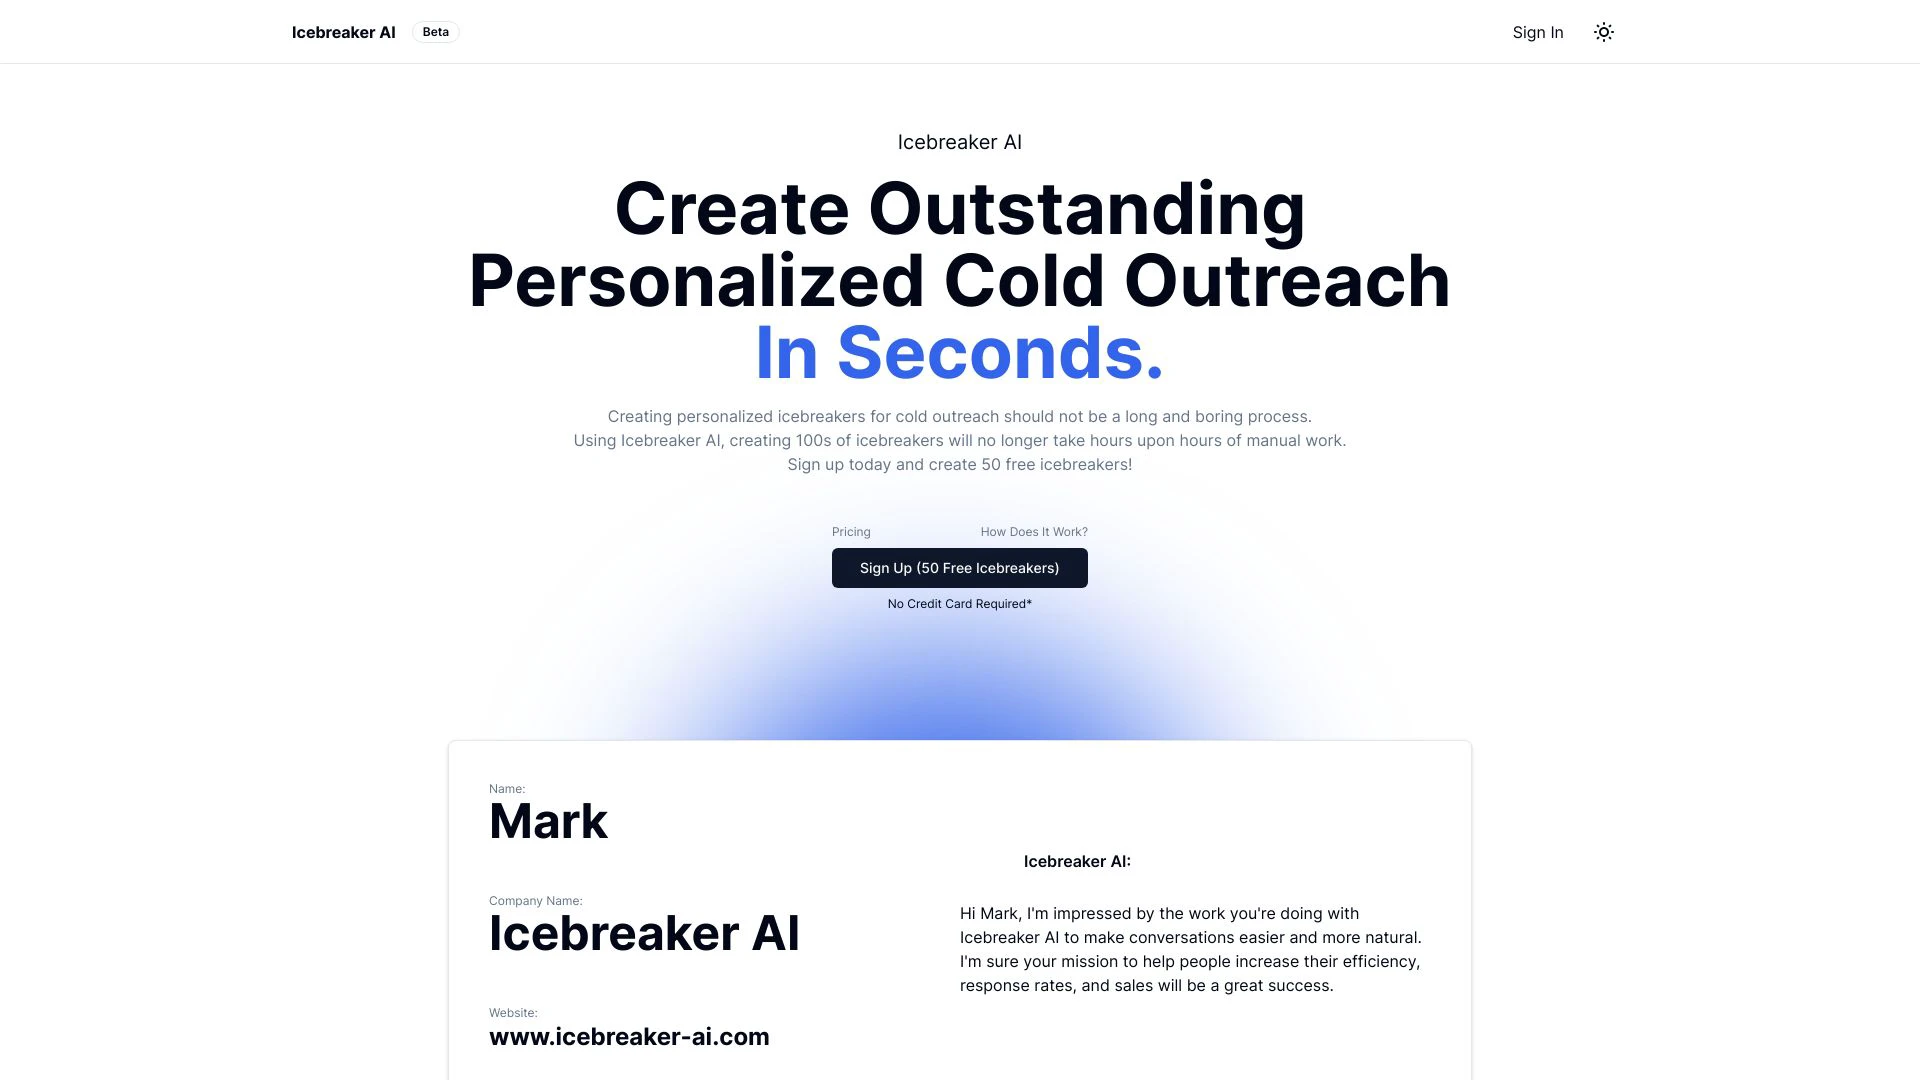 Icebreaker AI Beta Sign In
Icebreaker AI
Create Outstanding
Personalized Cold Outreach
In Seconds.
Creating personalized icebreakers for cold outreach should not be a long and boring process.
Using Icebreaker AI, creating 100s of icebreakers will no longer take hours upon hours of manual work.
Sign up today and create 50 free icebreakers!
Pricing How Does It Work?
Sign Up (50 Free Icebreakers)
No Credit Card Required*
Name:
Mark
Company Name:
Icebreaker AI
Website:
www.icebreaker-ai.com
Icebreaker AI:
Hi Mark, I'm impressed by the work you're doing with
Icebreaker AI to make conversations easier and more natural.
I'm sure your mission to help people increase their efficiency,
response rates, and sales will be a great success.